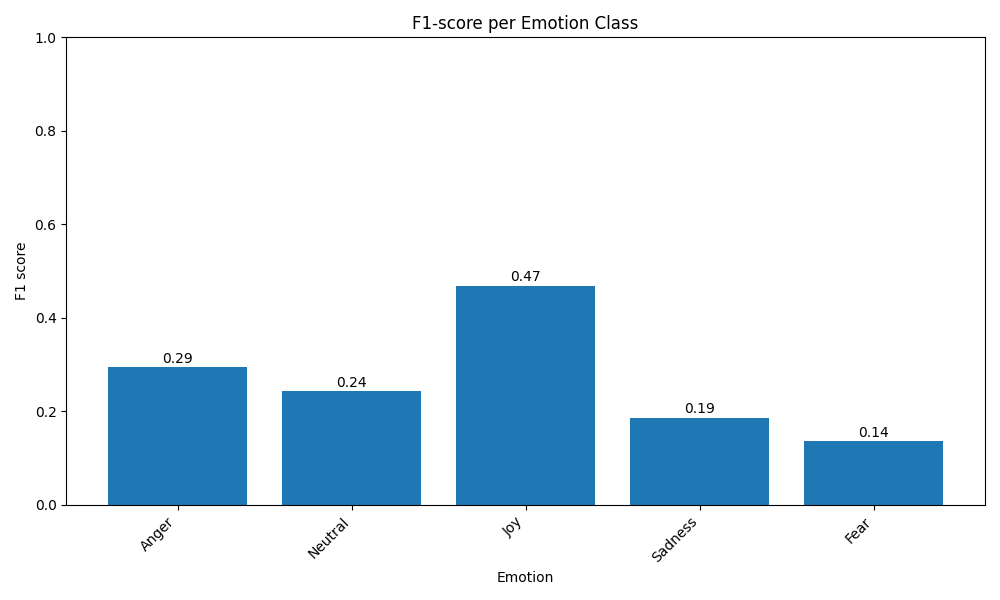 F1-score per Emotion Class
1.0
0.8
0.6
0.4
0.2
0.0
F1 score
0.29
0.24
0.47
0.19
0.14
Anger
Neutral
Joy
Sadness
Fear
Emotion